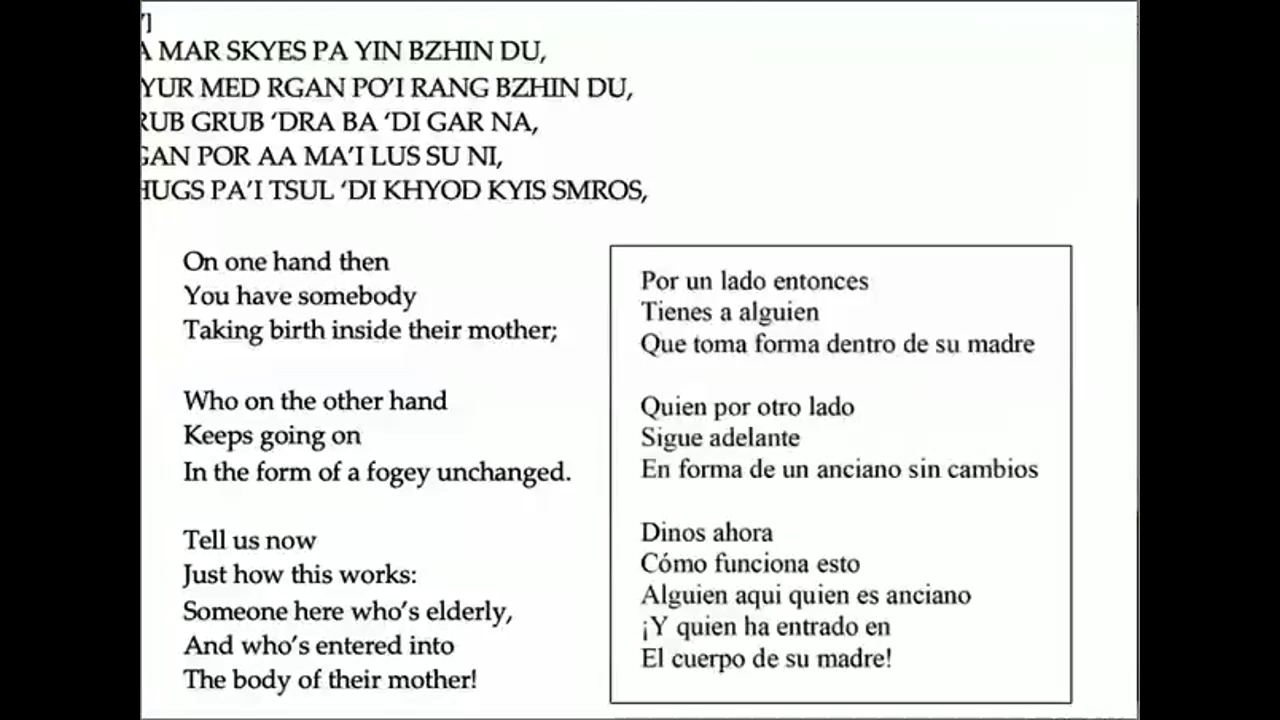 ]
A MAR SKYES PA YIN BZHIN DU,
YUR MED RGAN PO’I RANG BZHIN DU,
RUB GRUB ‘DRA BA ‘DI GAR NA,
GAN POR AA MA’I LUS SU NI,
HUGS PA’I TSUL ‘DI KHYOD KYIS SMROS,
On one hand then
You have somebody
Taking birth inside their mother;
Who on the other hand
Keeps going on
In the form of a fogey unchanged.
Tell us now
Just how this works:
Someone here who’s elderly,
And who’s entered into
The body of their mother!
Por un lado entonces
Tienes a alguien
Que toma forma dentro de su madre
Quien por otro lado
Sigue adelante
En forma de un anciano sin cambios
Dinos ahora
Cómo funciona esto
Alguien aqui quien es anciano
¡Y quien ha entrado en
El cuerpo de su madre!